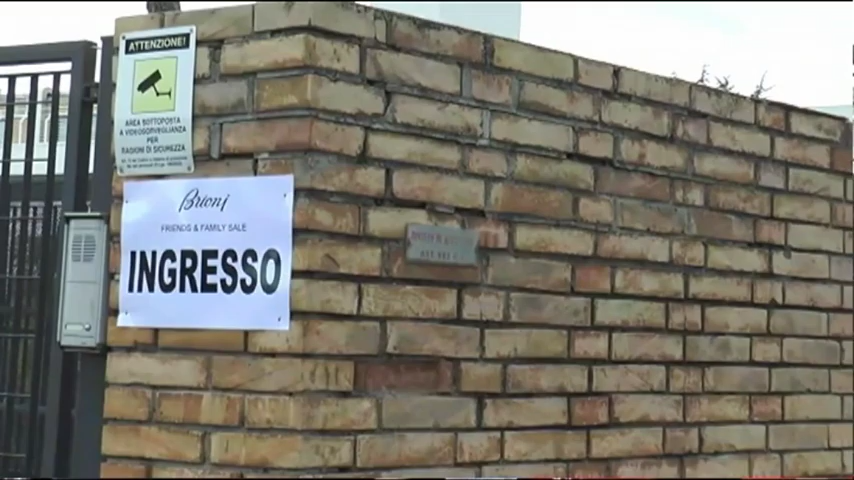 ATTENZIONE!
AREA SOTTOPOSTA
A VIDEOSORVEGLIANZA
PER
RAGIONI DI SICUREZZA
Brioni
FRIENDS & FAMILY SALE
INGRESSO